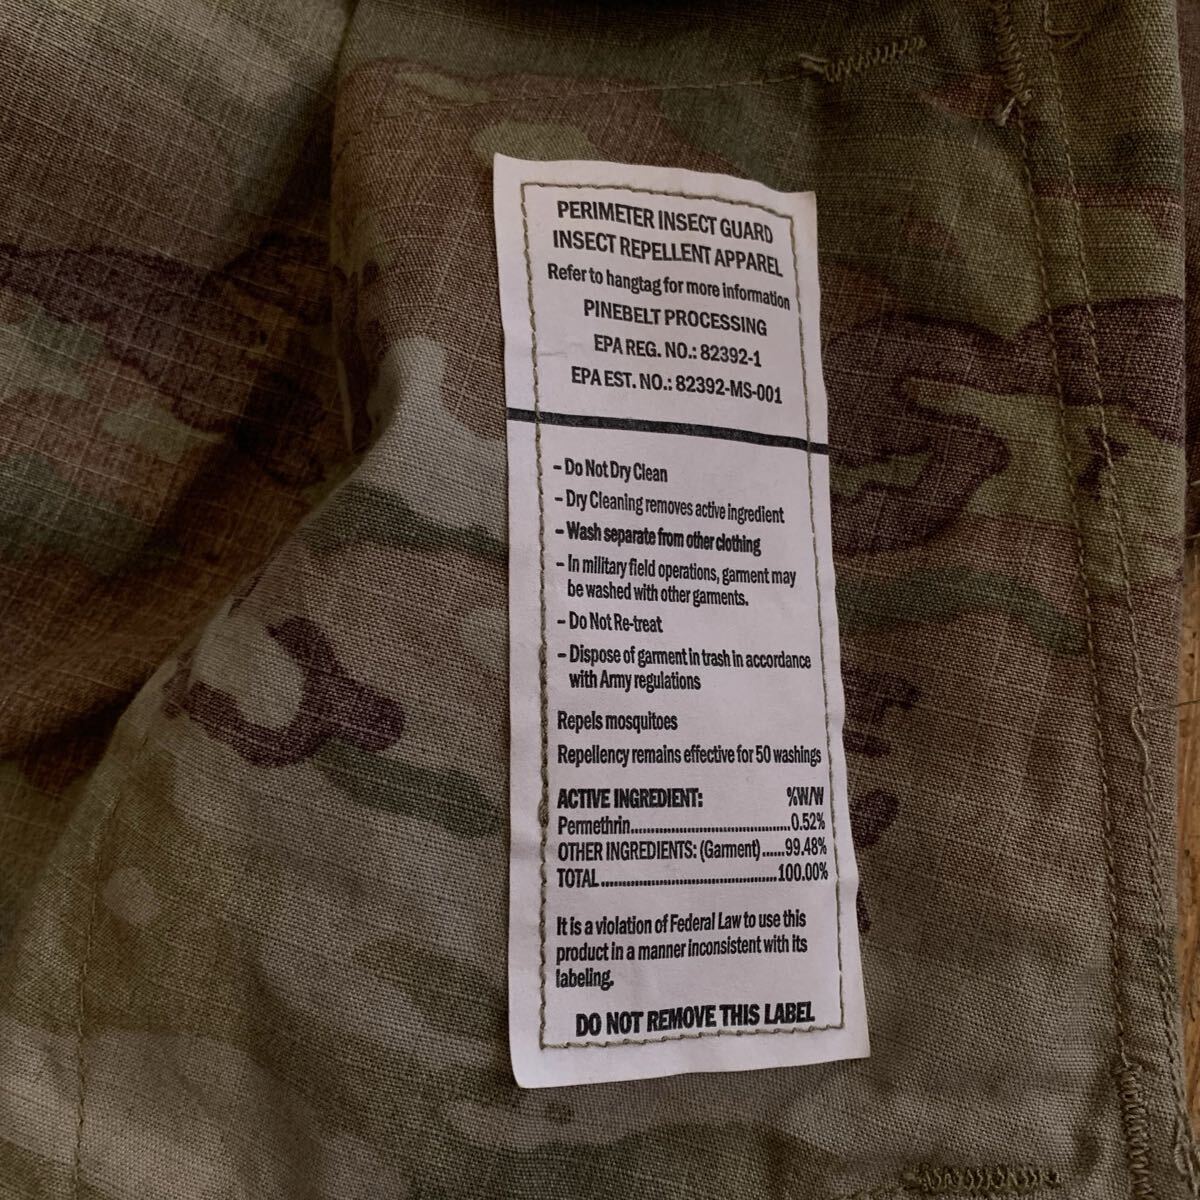 PERIMETER INSECT GUARD
INSECT REPELLENT APPAREL
Refer to hangtag for more information
PINEBELT PROCESSING
EPA REG. NO.: 82392-1
EPA EST. NO.: 82392-MS-001
- Do Not Dry Clean
- Dry Cleaning removes active ingredient
- Wash separate from other clothing
- In military field operations, garment may
be washed with other garments.
- Do Not Re-treat
- Dispose of garment in trash in accordance
with Army regulations
Repels mosquitoes
Repellency remains effective for 50 washings
ACTIVE INGREDIENT: %W/W
Permethrin.......................................0.52%
OTHER INGREDIENTS: (Garment)......99.48%
TOTAL...........................................100.00%
It is a violation of Federal Law to use this
product in a manner inconsistent with its
labeling.
DO NOT REMOVE THIS LABEL